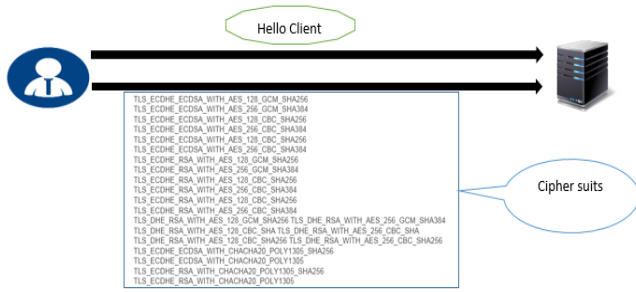 Hello Client
TLS_ECDHE_ECDSA_WITH_AES_128_GCM_SHA256
TLS_ECDHE_ECDSA_WITH_AES_256_GCM_SHA384
TLS_ECDHE_ECDSA_WITH_AES_128_CBC_SHA256
TLS_ECDHE_ECDSA_WITH_AES_256_CBC_SHA384
TLS_ECDHE_ECDSA_WITH_AES_128_CBC_SHA256
TLS_ECDHE_ECDSA_WITH_AES_256_CBC_SHA384
TLS_ECDHE_RSA_WITH_AES_128_GCM_SHA256
TLS_ECDHE_RSA_WITH_AES_256_GCM_SHA384
TLS_ECDHE_RSA_WITH_AES_128_CBC_SHA256
TLS_ECDHE_RSA_WITH_AES_256_CBC_SHA384
TLS_ECDHE_RSA_WITH_AES_128_CBC_SHA256
TLS_ECDHE_RSA_WITH_AES_256_CBC_SHA384
TLS_DHE_RSA_WITH_AES_128_GCM_SHA256 TLS_DHE_RSA_WITH_AES_256_GCM_SHA384
TLS_DHE_RSA_WITH_AES_128_CBC_SHA TLS_DHE_RSA_WITH_AES_256_CBC_SHA
TLS_DHE_RSA_WITH_AES_128_CBC_SHA256 TLS_DHE_RSA_WITH_AES_256_CBC_SHA256
TLS_ECDHE_ECDSA_WITH_CHACHA20_POLY1305_SHA256
TLS_ECDHE_ECDSA_WITH_CHACHA20_POLY1305
TLS_ECDHE_RSA_WITH_CHACHA20_POLY1305_SHA256
TLS_ECDHE_RSA_WITH_CHACHA20_POLY1305
Cipher suits